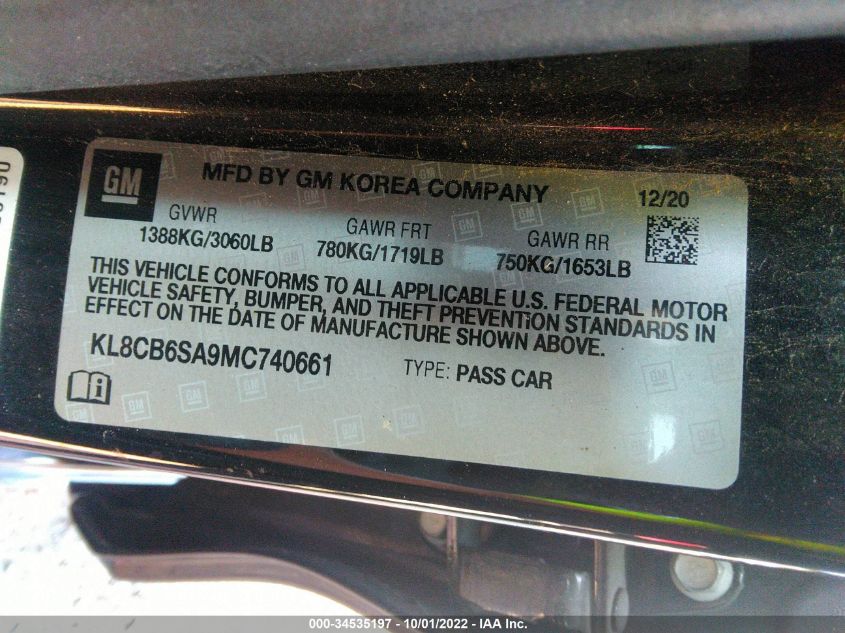 GM
MFD BY GM KOREA COMPANY
12/20
GVWR
1388KG/3060LB
GAWR FRT
780KG/1719LB
GAWR RR
750KG/1653LB
THIS VEHICLE CONFORMS TO ALL APPLICABLE U.S. FEDERAL MOTOR
VEHICLE SAFETY, BUMPER, AND THEFT PREVENTION STANDARDS IN
EFFECT ON THE DATE OF MANUFACTURE SHOWN ABOVE.
KL8CB6SA9MC740661
TYPE: PASS CAR
000-34535197 - 10/01/2022 - IAA Inc.